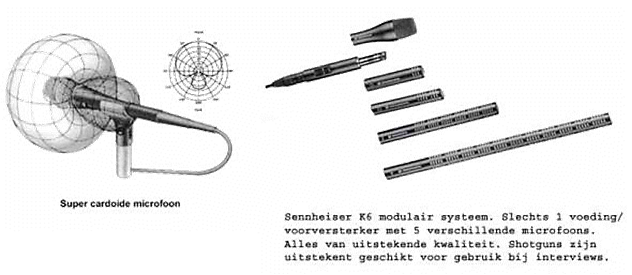 Super cardoide microfoon
Sennheiser K6 modulair systeem. Slechts 1 voeding/
voorversterker met 5 verschillende microfoons.
Alles van uitstekende kwaliteit. Shotguns zijn
uitstekent geschikt voor gebruik bij interviews.